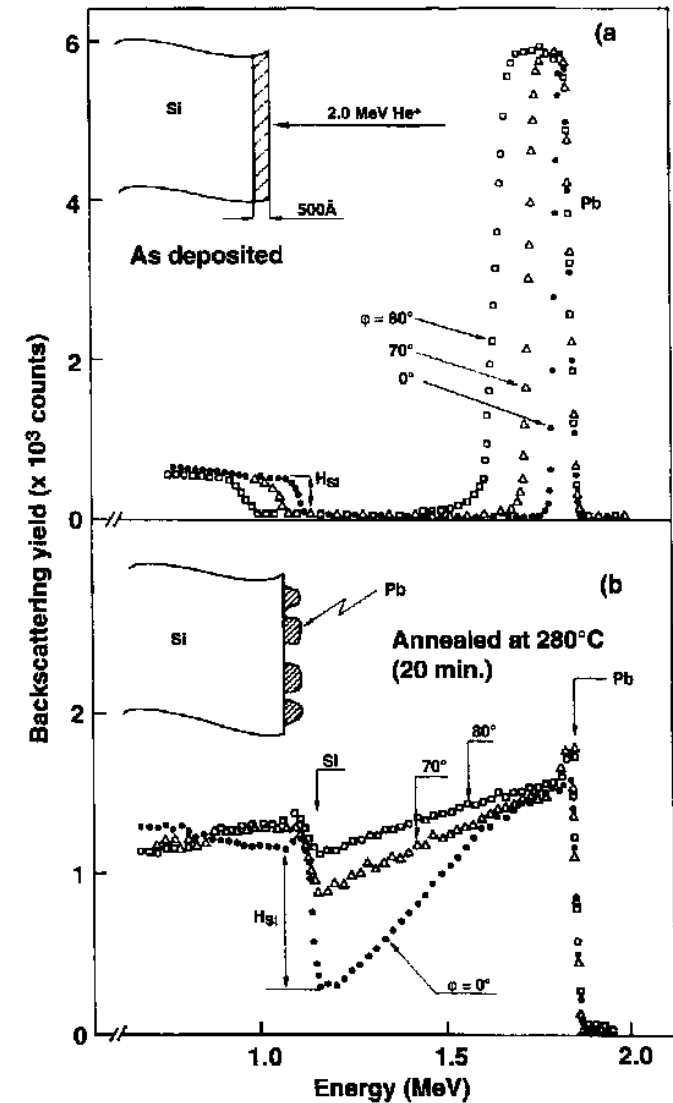 Backscattering yield (x 10³ counts)
6
(a
Si
2.0 MeV He⁺
4
Pb
500Å
As deposited
φ = 80°
70°
0°
2
HSi
0
(b
Pb
Si
Annealed at 280°C
(20 min.)
Pb
2
80°
Si
70°
1
HSi
φ = 0°
0
1.0
1.5
2.0
Energy (MeV)